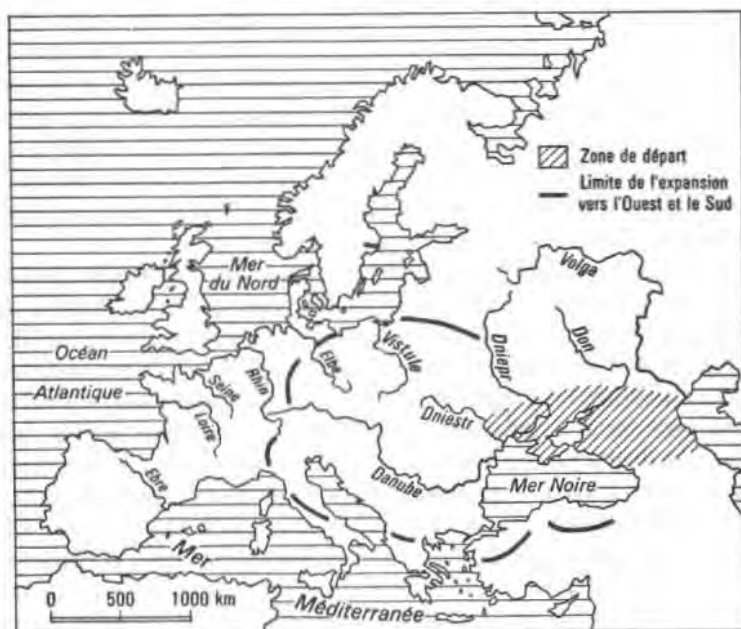 Zone de départ
Limite de l'expansion
vers l'Ouest et le Sud
Volga
Mer
du Nord
Don
Dniepr
Océan
Atlantique
Elbe
Vistule
Rhin
Seine
Loire
Dniestr
Danube
Mer Noire
Ebre
Mer
Méditerranée
0 500 1000 km